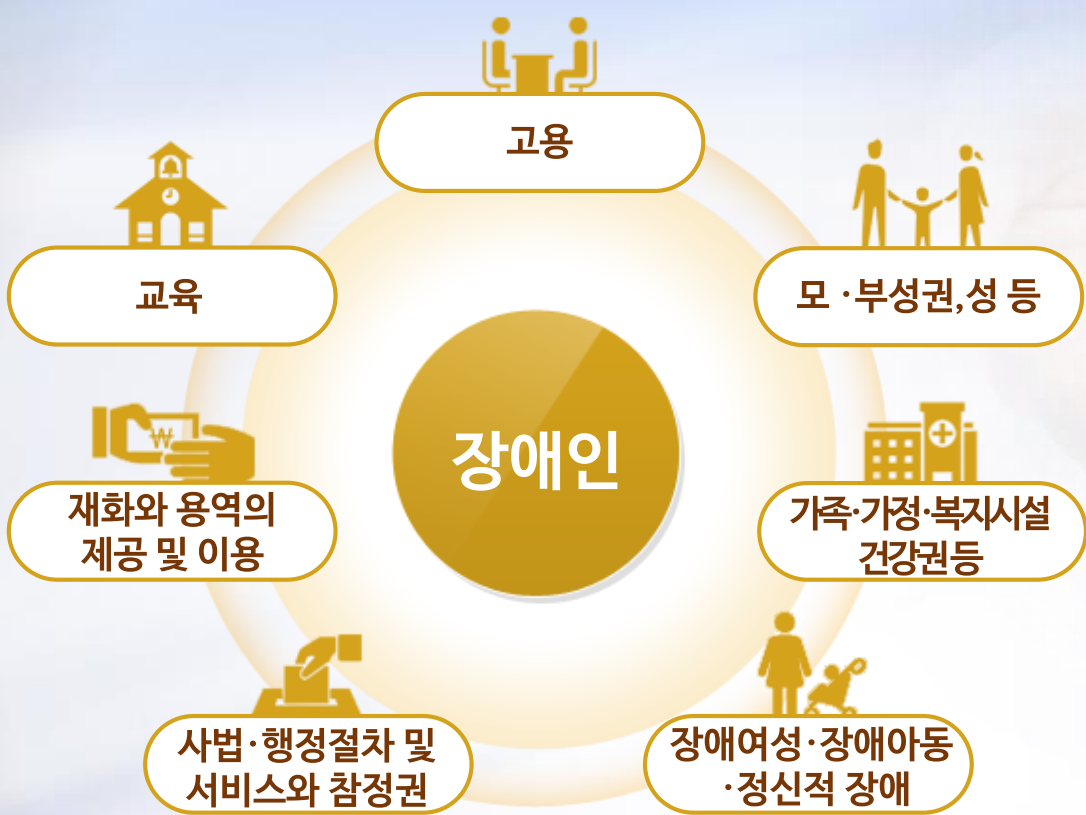 고용
교육
모 ·부성권, 성 등
장애인
재화와 용역의
제공 및 이용
가족·가정·복지시설
건강권등
사법·행정절차 및
서비스와 참정권
장애여성·장애아동
·정신적 장애
₩